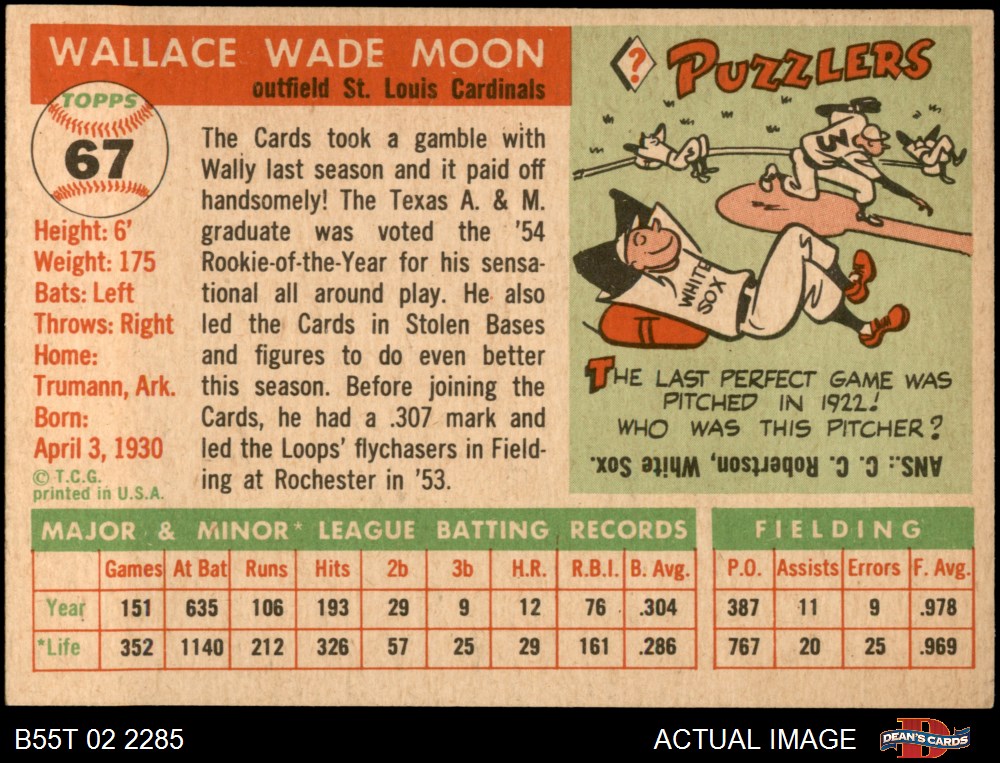 WALLACE WADE MOON
outfield St. Louis Cardinals
TOPPS
67
Height: 6'
Weight: 175
Bats: Left
Throws: Right
Home:
Trumann, Ark.
Born:
April 3, 1930
© T.C.G.
printed in U.S.A.
The Cards took a gamble with
Wally last season and it paid off
handsomely! The Texas A. & M.
graduate was voted the '54
Rookie-of-the-Year for his sensa-
tional all around play. He also
led the Cards in Stolen Bases
and figures to do even better
this season. Before joining the
Cards, he had a .307 mark and
led the Loops' flychasers in Field-
ing at Rochester in '53.
?
PUZZLERS
WHITE
SOX
THE LAST PERFECT GAME WAS
PITCHED IN 1922!
WHO WAS THIS PITCHER?
ANS.: C. C. Robertson, White Sox.
MAJOR & MINOR* LEAGUE BATTING RECORDS
Games At Bat Runs Hits 2b 3b H.R. R.B.I. B. Avg.
Year 151 635 106 193 29 9 12 76 .304
*Life 352 1140 212 326 57 25 29 161 .286
FIELDING
P.O. Assists Errors F. Avg.
387 11 9 .978
767 20 25 .969
B55T 02 2285
ACTUAL IMAGE
D
DEAN'S CARDS